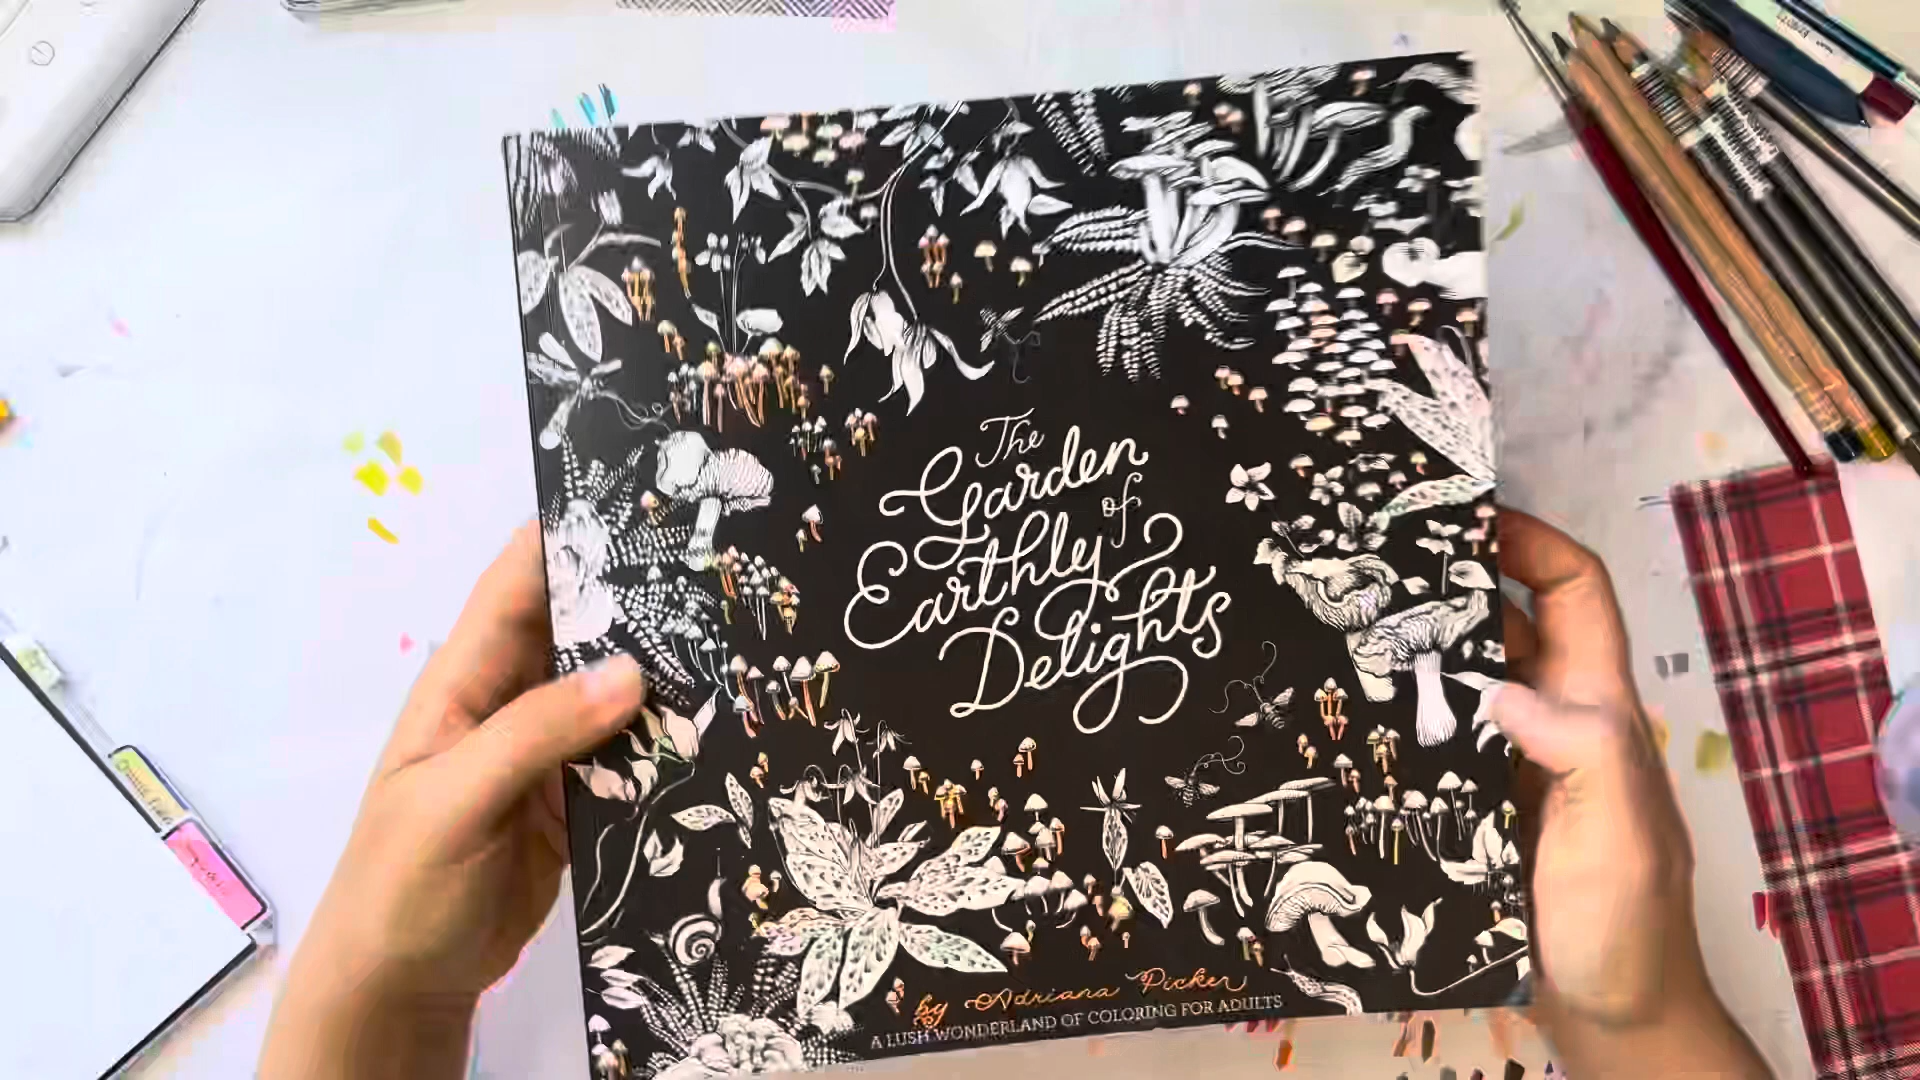 The
Garden
of
Earthly
Delights
by Adriana Picker
A LUSH WONDERLAND OF COLORING FOR ADULTS